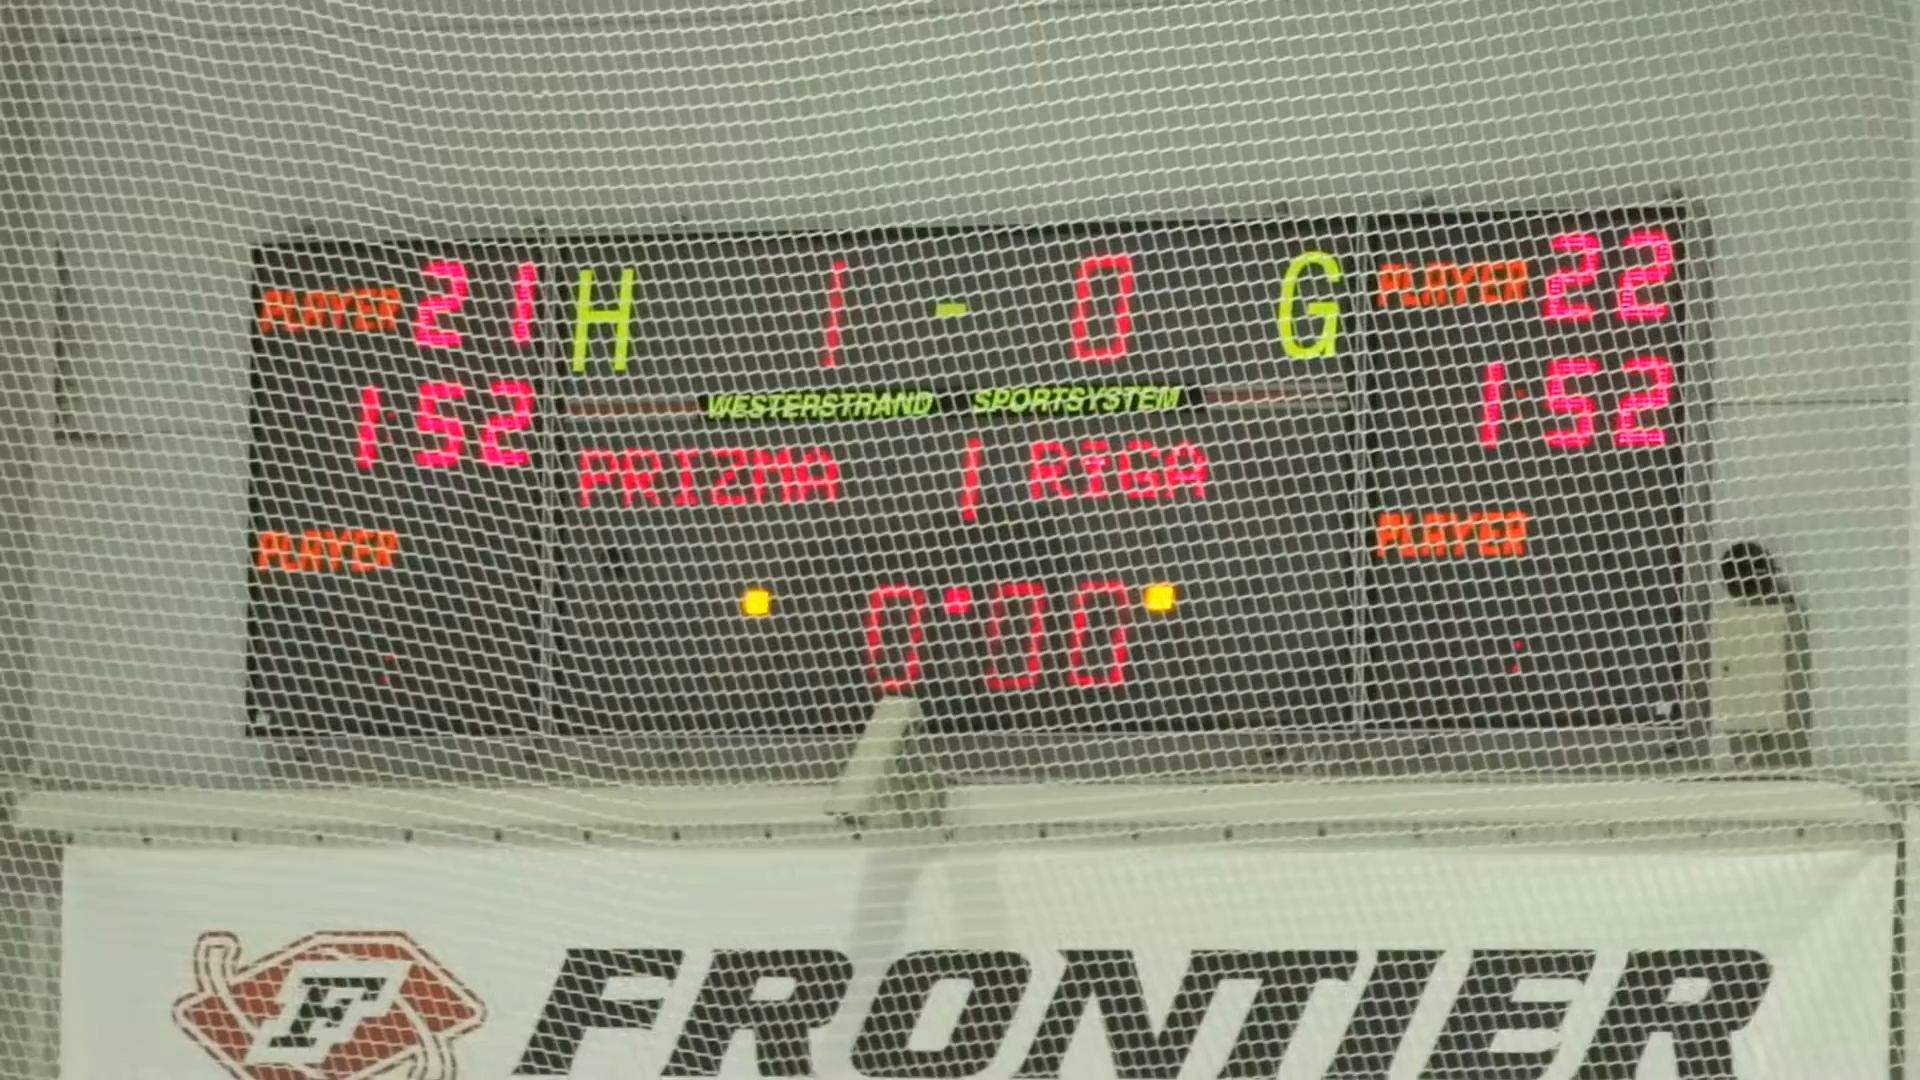 PLAYER 21 H 1 - 0 G PLAYER 22
1:52 WESTERSTRAND SPORTSYSTEM 1:52
PRIZMA 1 RIGA
PLAYER PLAYER
0:00
F FRONTIER